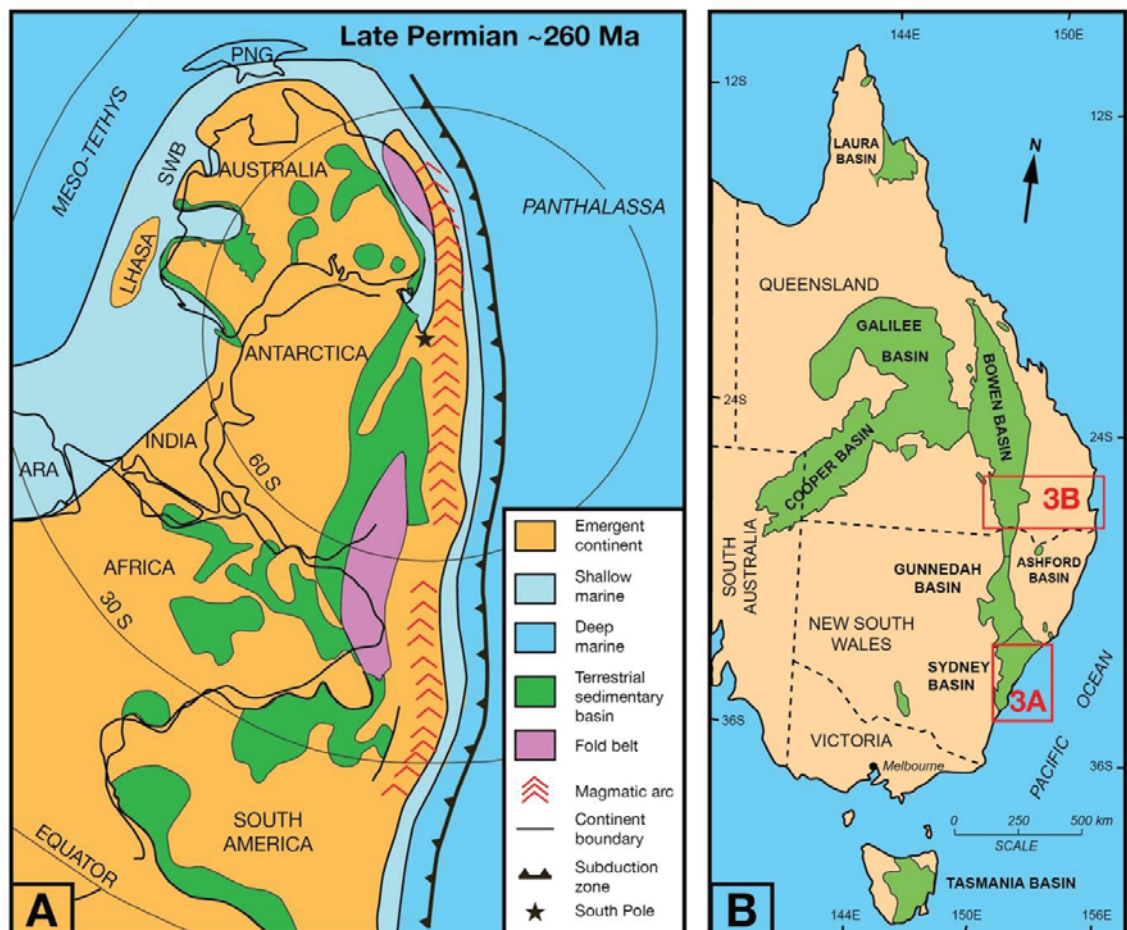 Late Permian ~260 Ma
PNG
MESO-TETHYS
SWB
AUSTRALIA
PANTHALASSA
LHASA
ANTARCTICA
INDIA
ARA
60 S
AFRICA
30 S
SOUTH
AMERICA
EQUATOR
A
Emergent
continent
Shallow
marine
Deep
marine
Terrestrial
sedimentary
basin
Fold belt
Magmatic arc
Continent
boundary
Subduction
zone
South Pole
144E
150E
12S
12S
N
LAURA
BASIN
QUEENSLAND
GALILEE
BASIN
BOWEN BASIN
24S
24S
COOPER BASIN
3B
SOUTH
AUSTRALIA
GUNNEDAH
BASIN
ASHFORD
BASIN
NEW SOUTH
WALES
SYDNEY
BASIN
3A
36S
VICTORIA
Melbourne
PACIFIC OCEAN
36S
0 250 500 km
SCALE
TASMANIA BASIN
B
144E
150E
156E